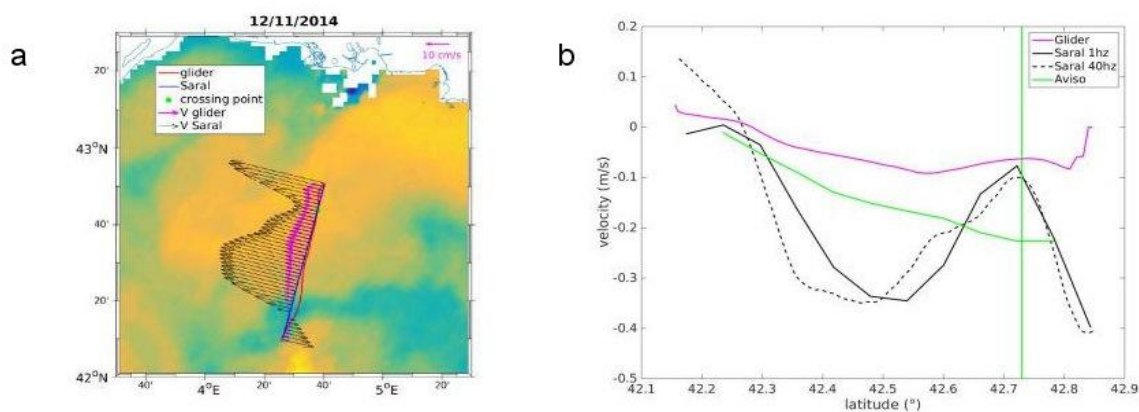 a
12/11/2014
10 cm/s
glider
Saral
crossing point
V glider
V Saral
20'
43°N
40'
20'
42°N
40'
4°E
20'
40'
5°E
20'
b
Glider
Saral 1hz
Saral 40hz
Aviso
velocity (m/s)
0.2
0.1
0
-0.1
-0.2
-0.3
-0.4
-0.5
42.1
42.2
42.3
42.4
42.5
42.6
42.7
42.8
42.9
latitude (°)